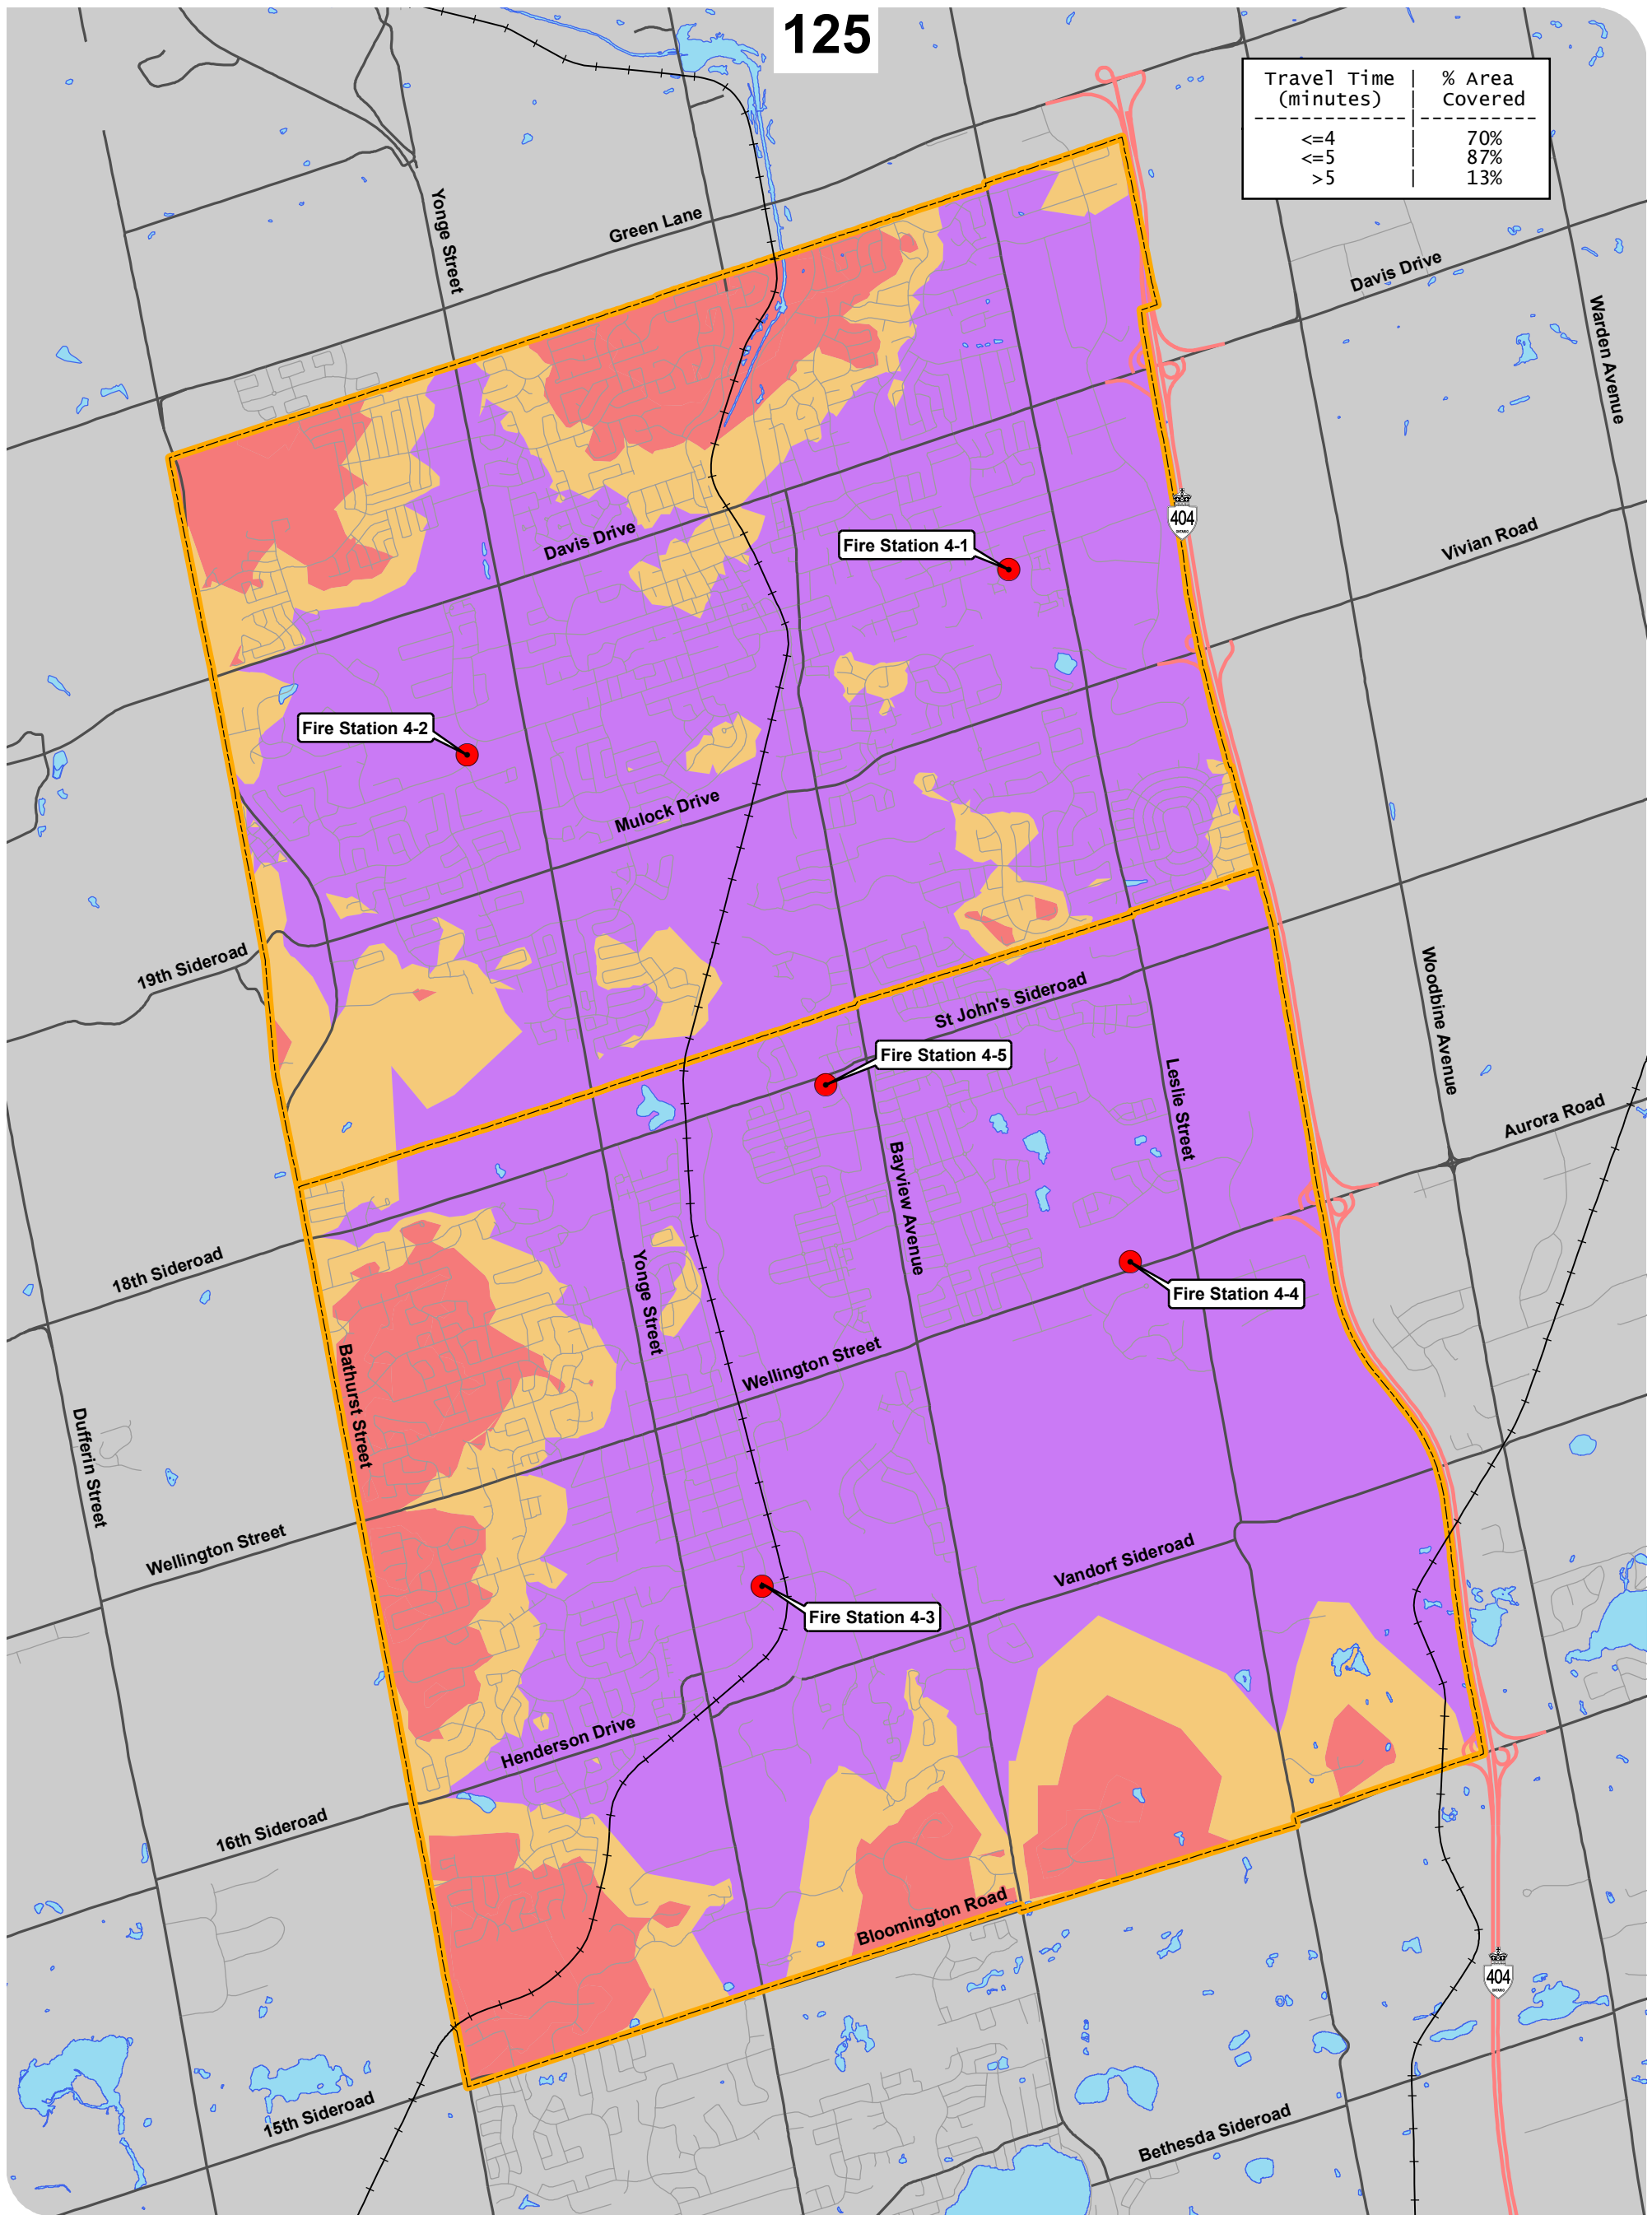 125
Travel Time | % Area
(minutes) | Covered
-------------|----------
<=4 | 70%
<=5 | 87%
>5 | 13%
Yonge Street
Green Lane
Davis Drive
Warden Avenue
404
ONTARIO
Vivian Road
Davis Drive
Fire Station 4-1
Fire Station 4-2
Mulock Drive
19th Sideroad
St John's Sideroad
Woodbine Avenue
Fire Station 4-5
Leslie Street
Aurora Road
Bayview Avenue
18th Sideroad
Yonge Street
Fire Station 4-4
Bathurst Street
Wellington Street
Dufferin Street
Wellington Street
Vandorf Sideroad
Fire Station 4-3
Henderson Drive
16th Sideroad
Bloomington Road
404
ONTARIO
15th Sideroad
Bethesda Sideroad